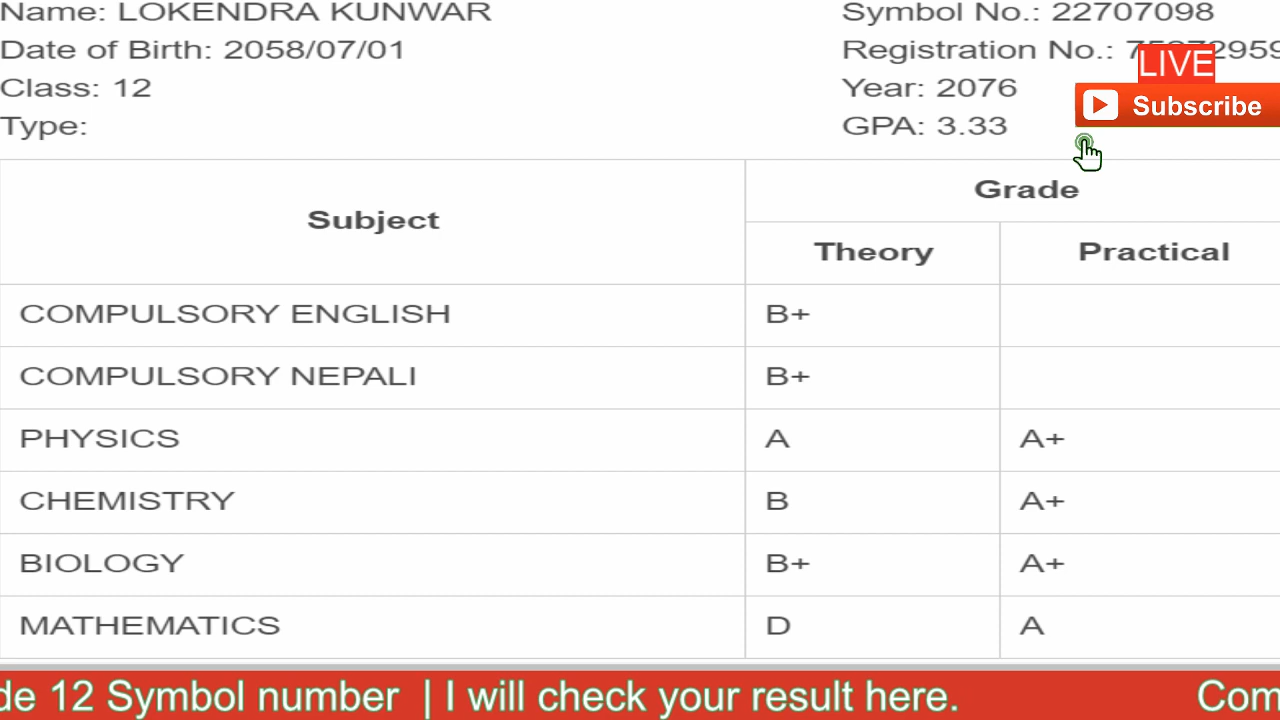 Name: LOKENDRA KUNWAR
Symbol No.: 22707098
Date of Birth: 2058/07/01
Registration No.:
LIVE
Class: 12
Year: 2076
Subscribe
Type:
GPA: 3.33
Subject
Grade
Theory
Practical
COMPULSORY ENGLISH B+
COMPULSORY NEPALI B+
PHYSICS A A+
CHEMISTRY B A+
BIOLOGY B+ A+
MATHEMATICS D A
12 Symbol number | I will check your result here.